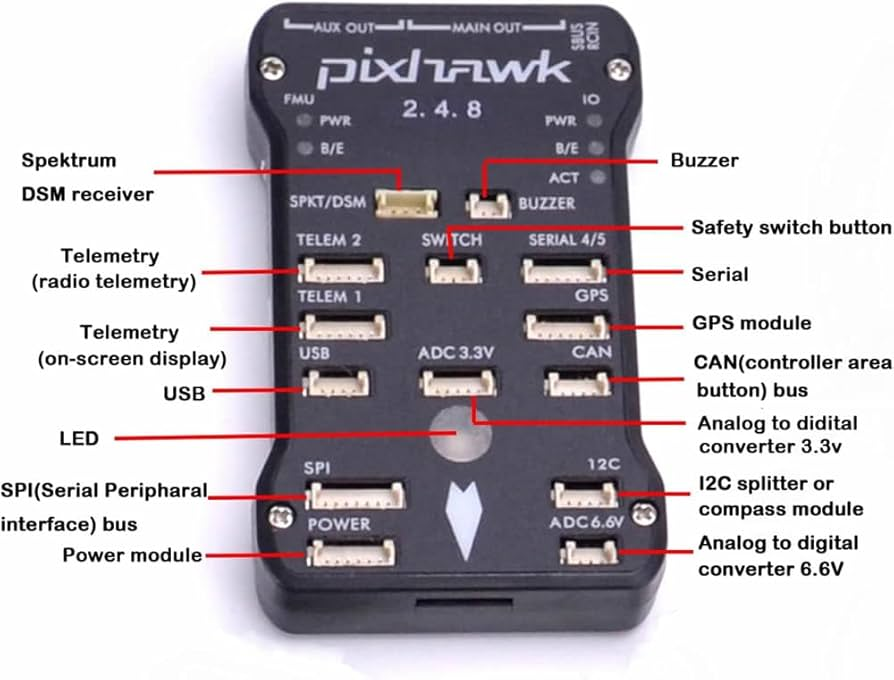 AUX OUT
MAIN OUT
SBUS
RCIN
pixhawk
2.4.8
FMU
IO
PWR
PWR
B/E
B/E
ACT
Spektrum
DSM receiver
Buzzer
SPKT/DSM
BUZZER
Safety switch button
TELEM 2
SWITCH
SERIAL 4/5
Telemetry
(radio telemetry)
Serial
TELEM 1
GPS
Telemetry
(on-screen display)
GPS module
USB
ADC 3.3V
CAN
USB
CAN(controller area
button) bus
LED
Analog to didital
converter 3.3v
SPI
12C
SPI(Serial Peripharal
interface) bus
I2C splitter or
compass module
POWER
ADC 6.6V
Power module
Analog to digital
converter 6.6V